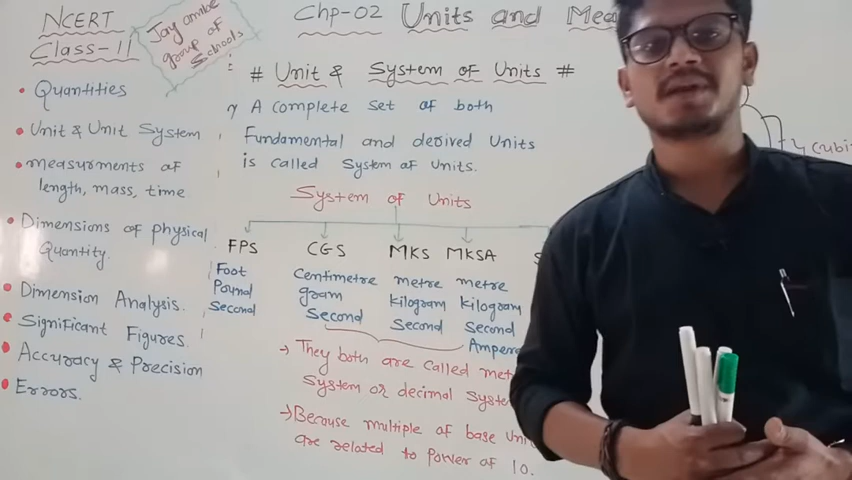 NCERT
Class-11
Jay ambe
group of
Schools
Chp-02 Units and Mea
# Unit & System of Units #
A complete set of both
Fundamental and derived Units
is called System of Units.
System of Units
FPS CGS MKS MKSA S
Foot
Pound
Second
Centimetre
gram
Second
metre
kilogram
Second
metre
kilogram
Second
Ampere
→ They both are called met
System or decimal syste
→ Because multiple of base Uni
are related to Power of 10.
• Quantities
• Unit & Unit System
• measurments of
length, mass, time
• Dimensions of physical
Quantity.
• Dimension Analysis.
• Significant Figures.
• Accuracy & Precision
• Errors.